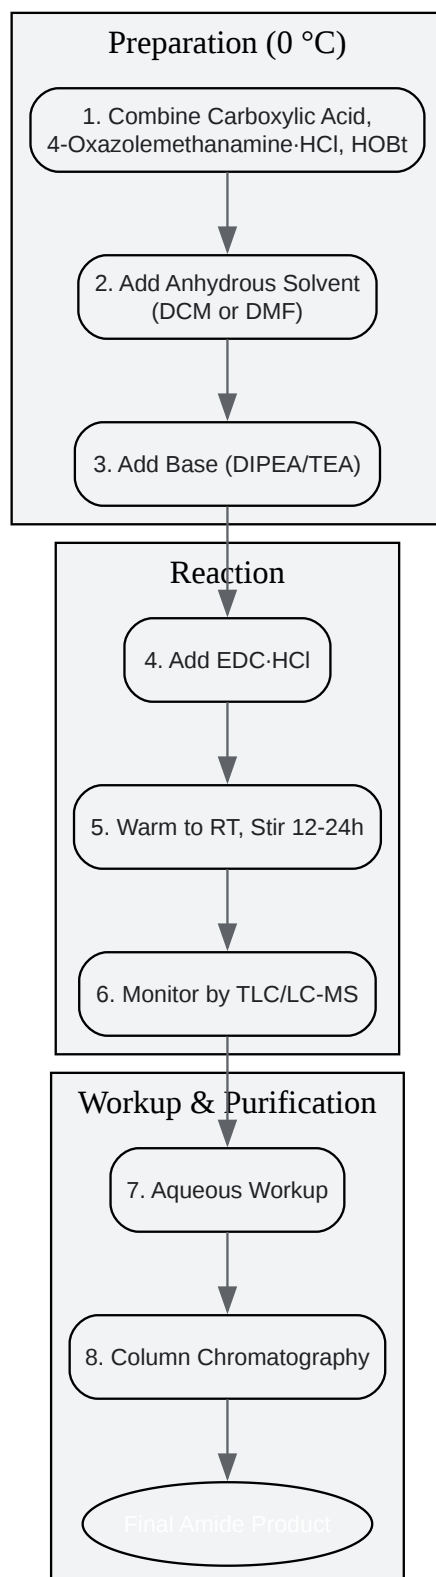 Preparation (0 °C)
1. Combine Carboxylic Acid,
4-Oxazolemethanamine·HCl, HOBt
2. Add Anhydrous Solvent
(DCM or DMF)
3. Add Base (DIPEA/TEA)
Reaction
4. Add EDC·HCl
5. Warm to RT, Stir 12-24h
6. Monitor by TLC/LC-MS
Workup & Purification
7. Aqueous Workup
8. Column Chromatography
Final Amide Product